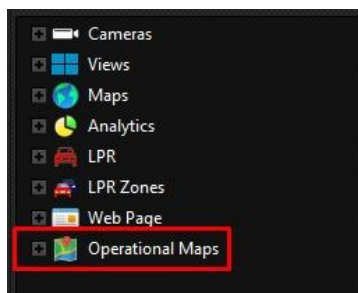 Cameras
Views
Maps
Analytics
LPR
LPR Zones
Web Page
Operational Maps